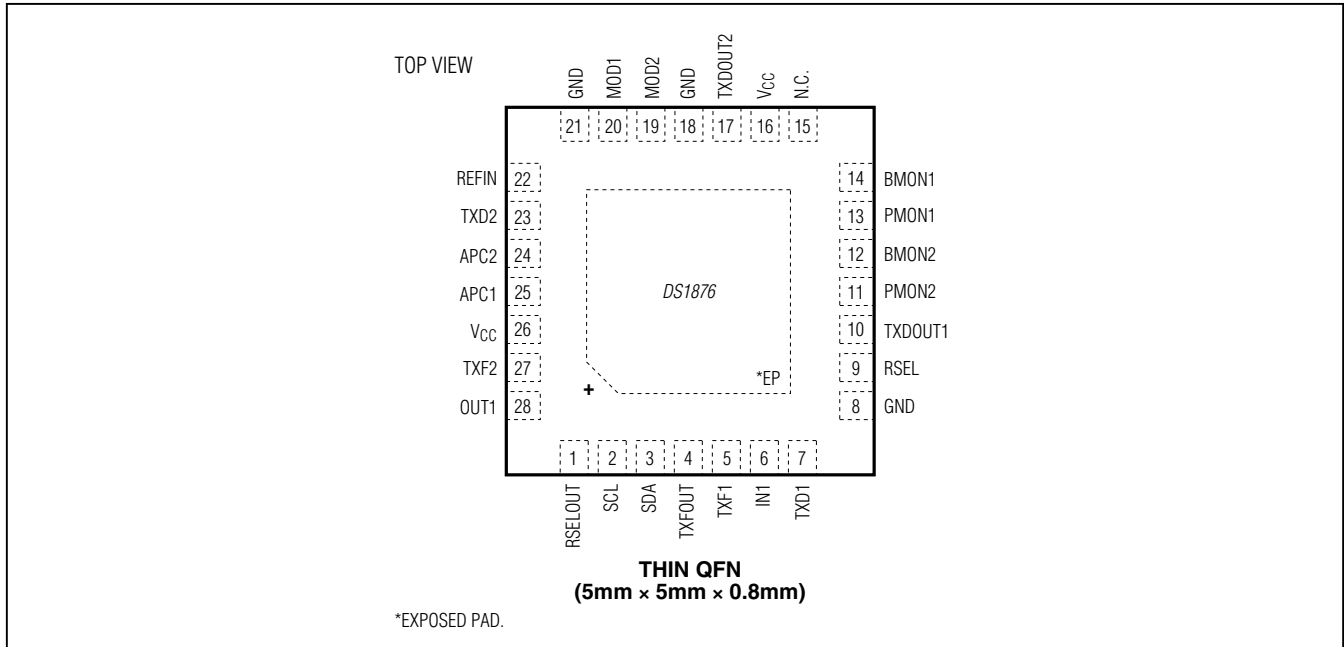 TOP VIEW
GND
MOD1
MOD2
GND
TXDOUT2
VCC
N.C.
21 20 19 18 17 16 15
REFIN 22
TXD2 23
APC2 24
APC1 25
VCC 26
TXF2 27
OUT1 28
14 BMON1
13 PMON1
12 BMON2
11 PMON2
10 TXDOUT1
9 RSEL
8 GND
DS1876
*EP
+
1 2 3 4 5 6 7
RSELOUT
SCL
SDA
TXFOUT
TXF1
IN1
TXD1
THIN QFN
(5mm × 5mm × 0.8mm)
*EXPOSED PAD.